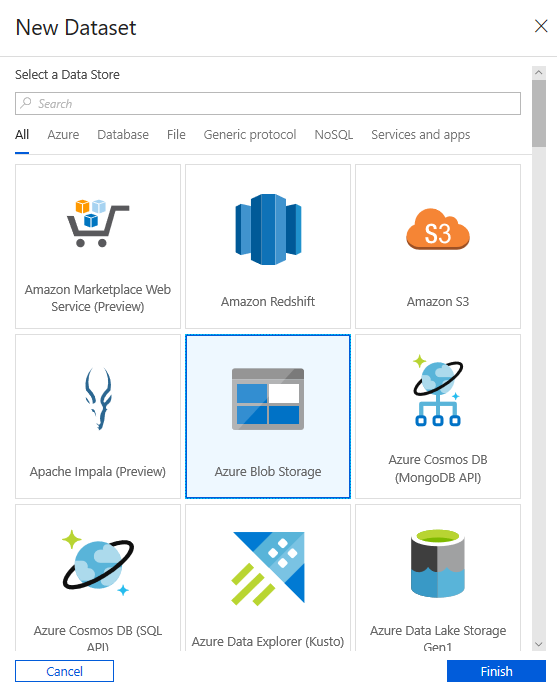 New Dataset
Select a Data Store
Search
All Azure Database File Generic protocol NoSQL Services and apps
S3
Amazon Marketplace Web
Service (Preview)
Amazon Redshift
Amazon S3
Apache Impala (Preview)
Azure Blob Storage
Azure Cosmos DB
(MongoDB API)
Azure Cosmos DB (SQL
API)
Azure Data Explorer (Kusto)
Azure Data Lake Storage
Gen1
Cancel
Finish